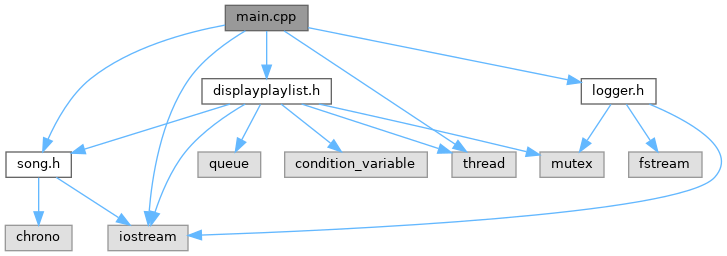 main.cpp
displayplaylist.h
logger.h
song.h
queue
condition_variable
thread
mutex
fstream
chrono
iostream